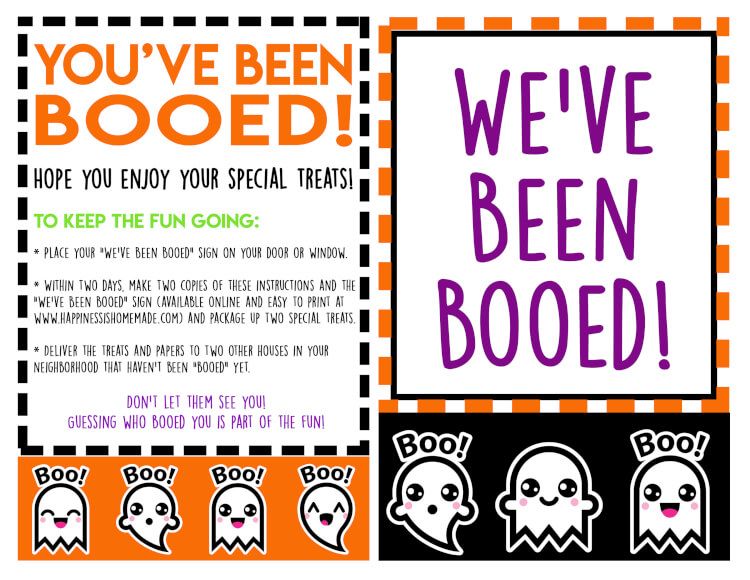 YOU'VE BEEN
BOOED!
HOPE YOU ENJOY YOUR SPECIAL TREATS!
TO KEEP THE FUN GOING:
* PLACE YOUR "WE'VE BEEN BOOED" SIGN ON YOUR DOOR OR WINDOW.
* WITHIN TWO DAYS, MAKE TWO COPIES OF THESE INSTRUCTIONS AND THE
"WE'VE BEEN BOOED" SIGN (AVAILABLE ONLINE AND EASY TO PRINT AT
WWW.HAPPINESSISHOMEMADE.COM) AND PACKAGE UP TWO SPECIAL TREATS.
* DELIVER THE TREATS AND PAPERS TO TWO OTHER HOUSES IN YOUR
NEIGHBORHOOD THAT HAVEN'T BEEN "BOOED" YET.
DON'T LET THEM SEE YOU!
GUESSING WHO BOOED YOU IS PART OF THE FUN!
Boo! Boo! Boo! Boo!
WE'VE
BEEN
BOOED!
Boo! Boo!